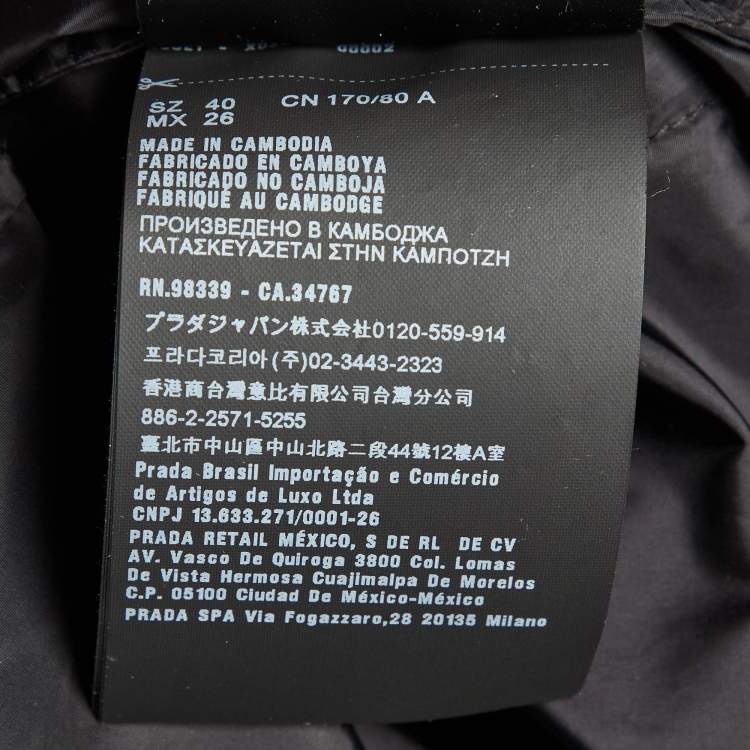 00002
SZ 40 CN 170/80 A
MX 26
MADE IN CAMBODIA
FABRICADO EN CAMBOYA
FABRICADO NO CAMBOJA
FABRIQUÉ AU CAMBODGE
ПРОИЗВЕДЕНО В КАМБОДЖА
ΚΑΤΑΣΚΕΥΑΖΕΤΑΙ ΣΤΗΝ ΚΑΜΠΟΤΖΗ
RN.98339 - CA.34767
プラダジャパン株式会社0120-559-914
프라다코리아(주)02-3443-2323
香港商台灣意比有限公司台灣分公司
886-2-2571-5255
臺北市中山區中山北路二段44號12樓A室
Prada Brasil Importação e Comércio
de Artigos de Luxo Ltda
CNPJ 13.633.271/0001-26
PRADA RETAIL MÉXICO, S DE RL DE CV
AV. Vasco De Quiroga 3800 Col. Lomas
De Vista Hermosa Cuajimalpa De Morelos
C.P. 05100 Ciudad De México-México
PRADA SPA Via Fogazzaro,28 20135 Milano